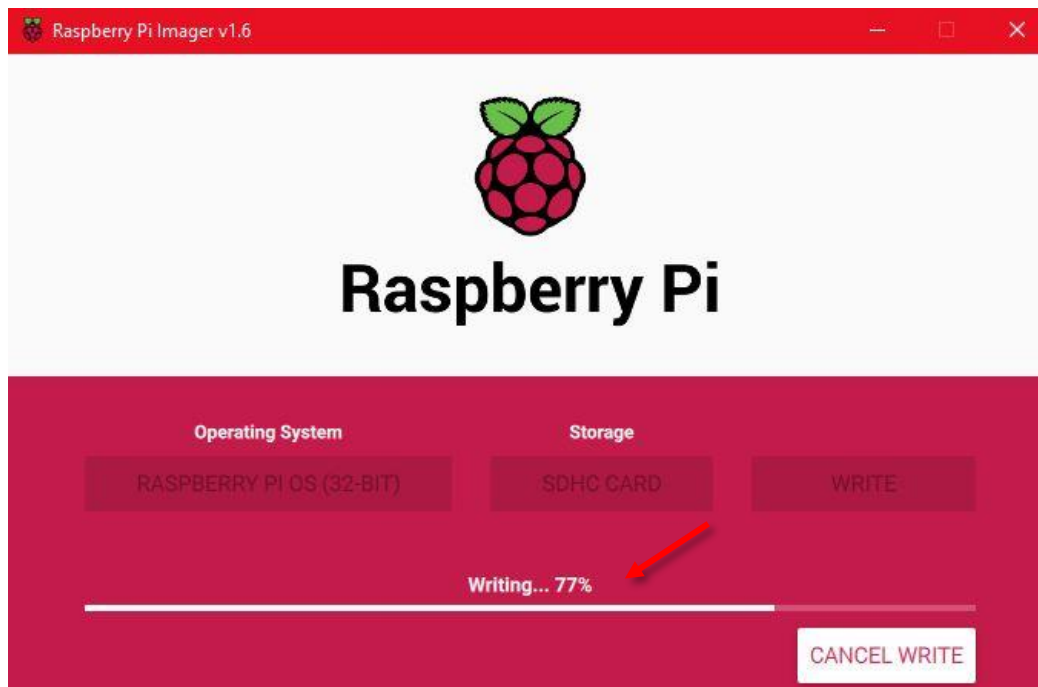 Raspberry Pi Imager v1.6
Raspberry Pi
Operating System
Storage
RASPBERRY PI OS (32-BIT)
SDHC CARD
WRITE
Writing... 77%
CANCEL WRITE